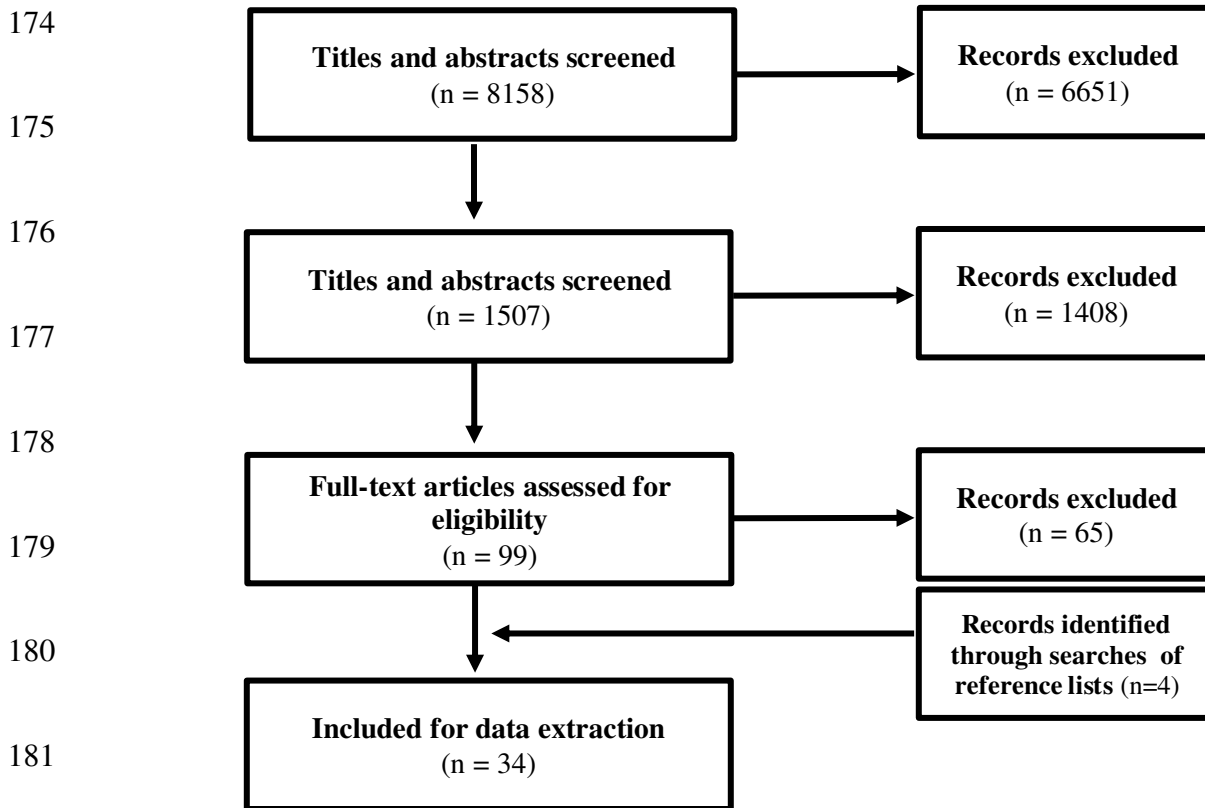 174
Titles and abstracts screened
(n = 8158)
Records excluded
(n = 6651)
175
176
Titles and abstracts screened
(n = 1507)
Records excluded
(n = 1408)
177
178
Full-text articles assessed for
eligibility
(n = 99)
Records excluded
(n = 65)
179
180
Records identified
through searches of
reference lists (n=4)
Included for data extraction
(n = 34)
181